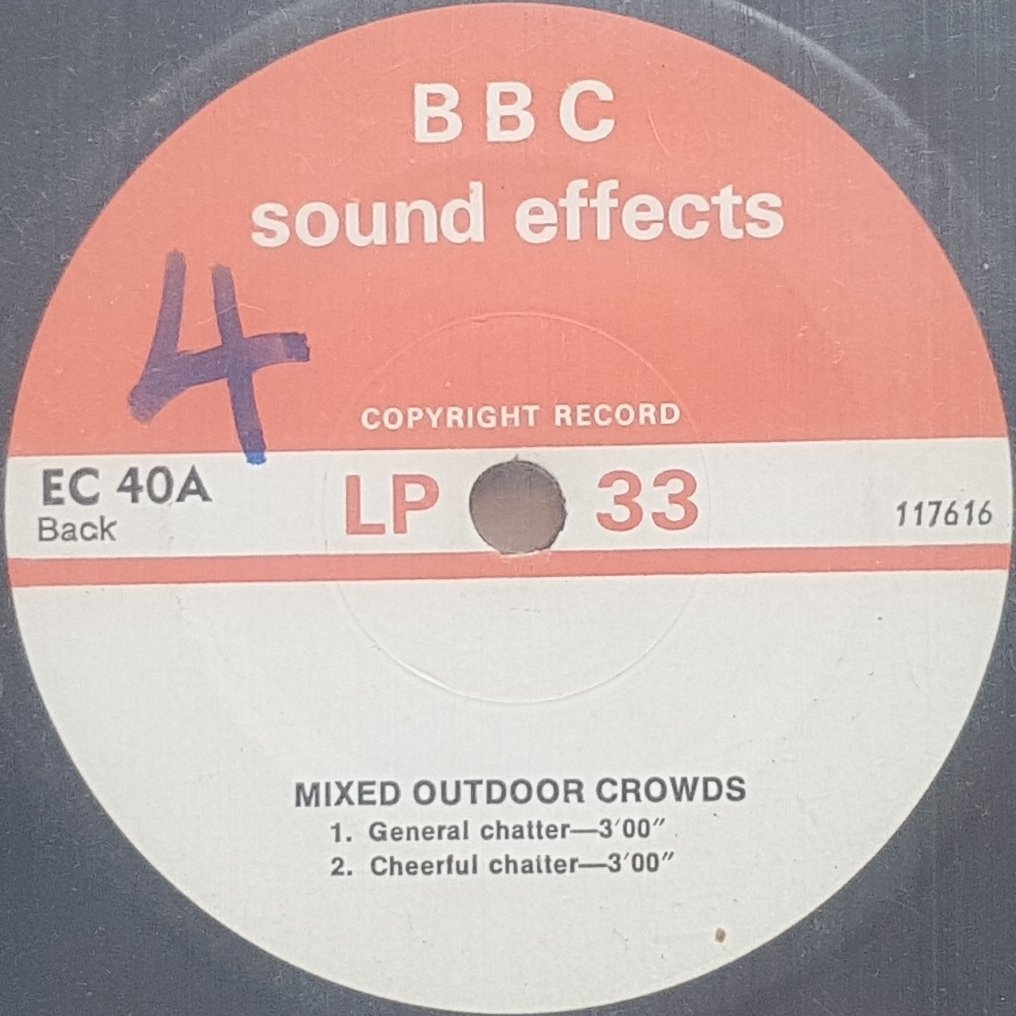 BBC
sound effects
4
COPYRIGHT RECORD
EC 40A
Back
LP 33
117616
MIXED OUTDOOR CROWDS
1. General chatter—3′00″
2. Cheerful chatter—3′00″